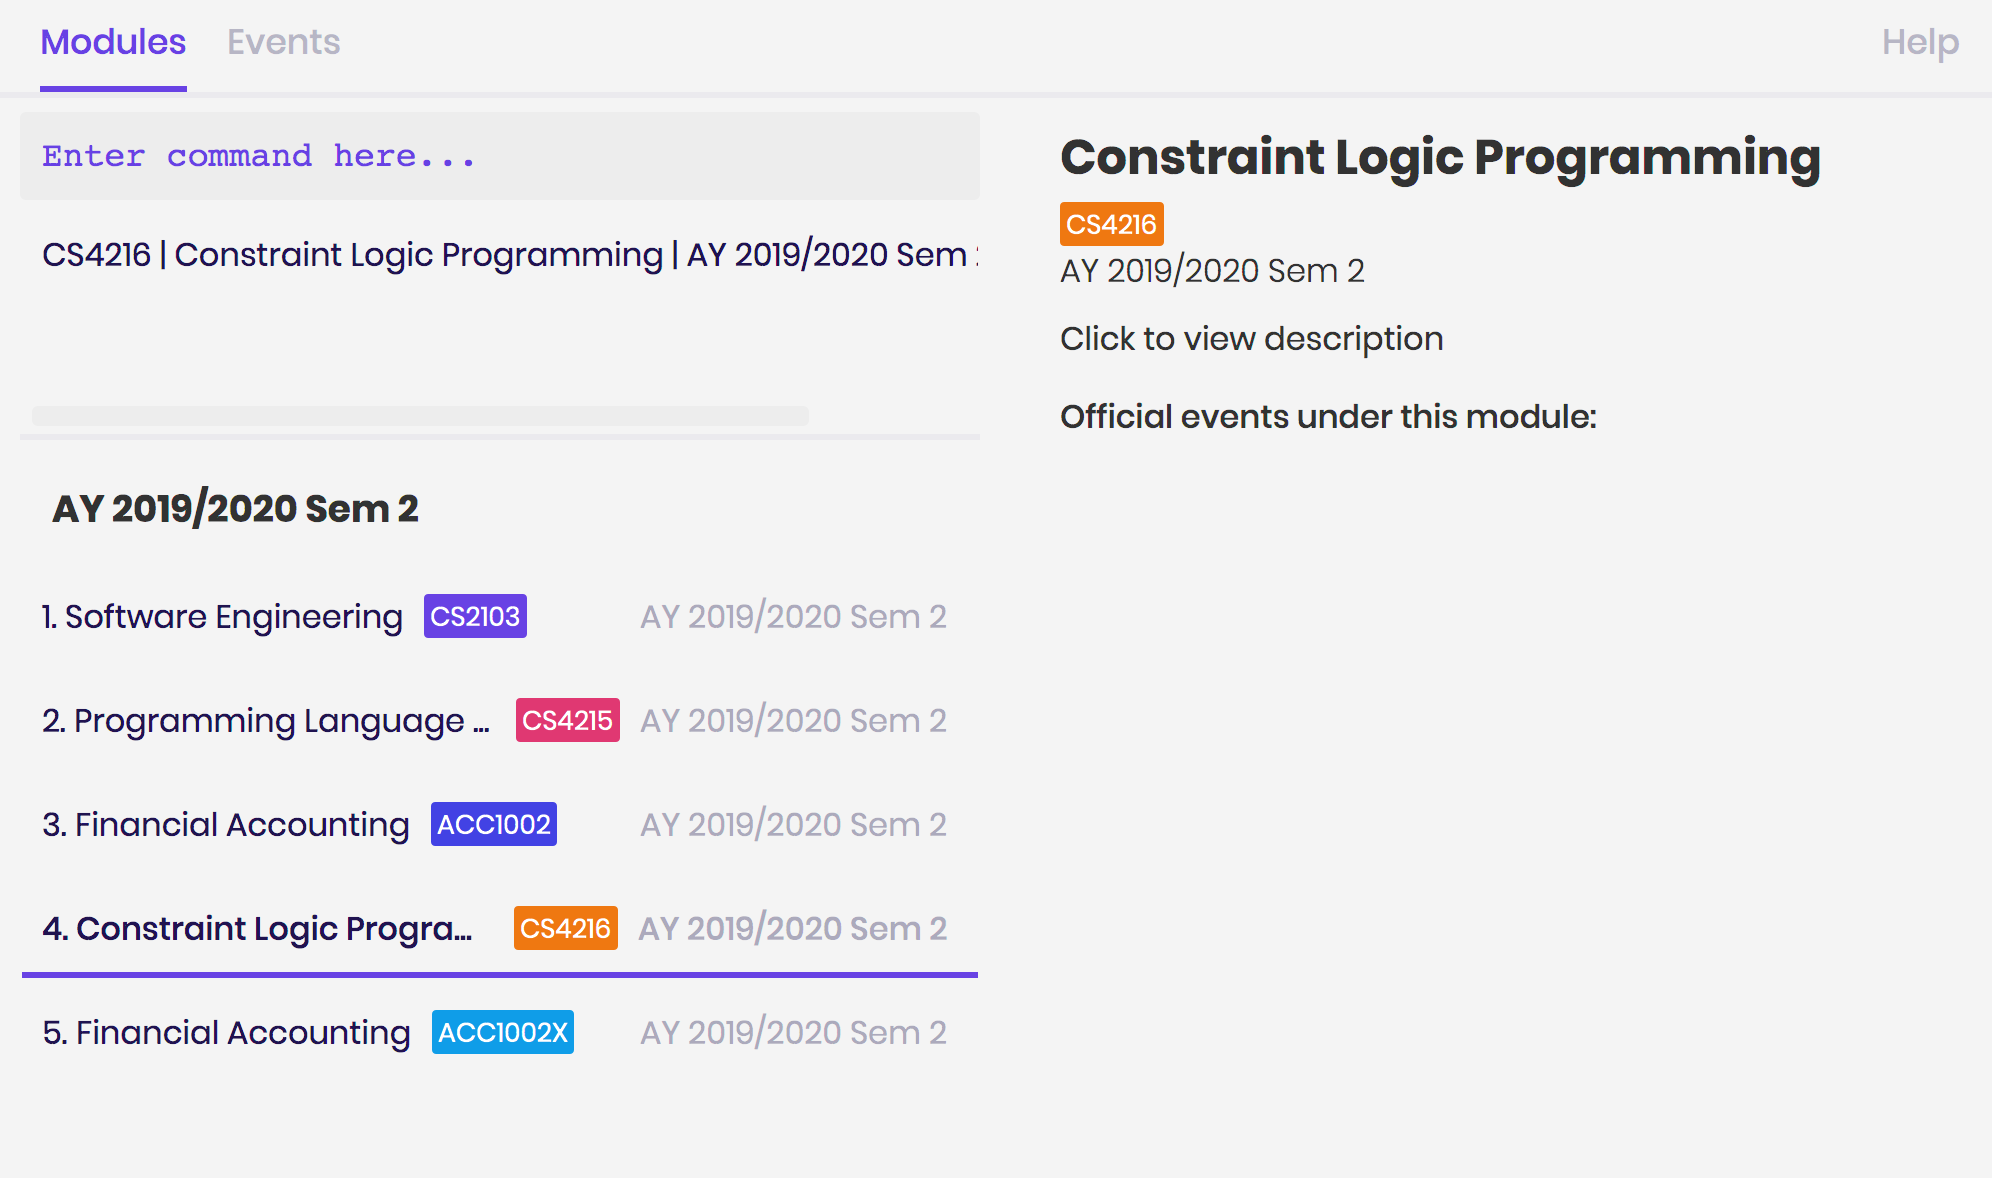 Modules Events Help
Enter command here...
CS4216 | Constraint Logic Programming | AY 2019/2020 Sem
AY 2019/2020 Sem 2
1. Software Engineering CS2103 AY 2019/2020 Sem 2
2. Programming Language ... CS4215 AY 2019/2020 Sem 2
3. Financial Accounting ACC1002 AY 2019/2020 Sem 2
4. Constraint Logic Progra... CS4216 AY 2019/2020 Sem 2
5. Financial Accounting ACC1002X AY 2019/2020 Sem 2
Constraint Logic Programming
CS4216
AY 2019/2020 Sem 2
Click to view description
Official events under this module: